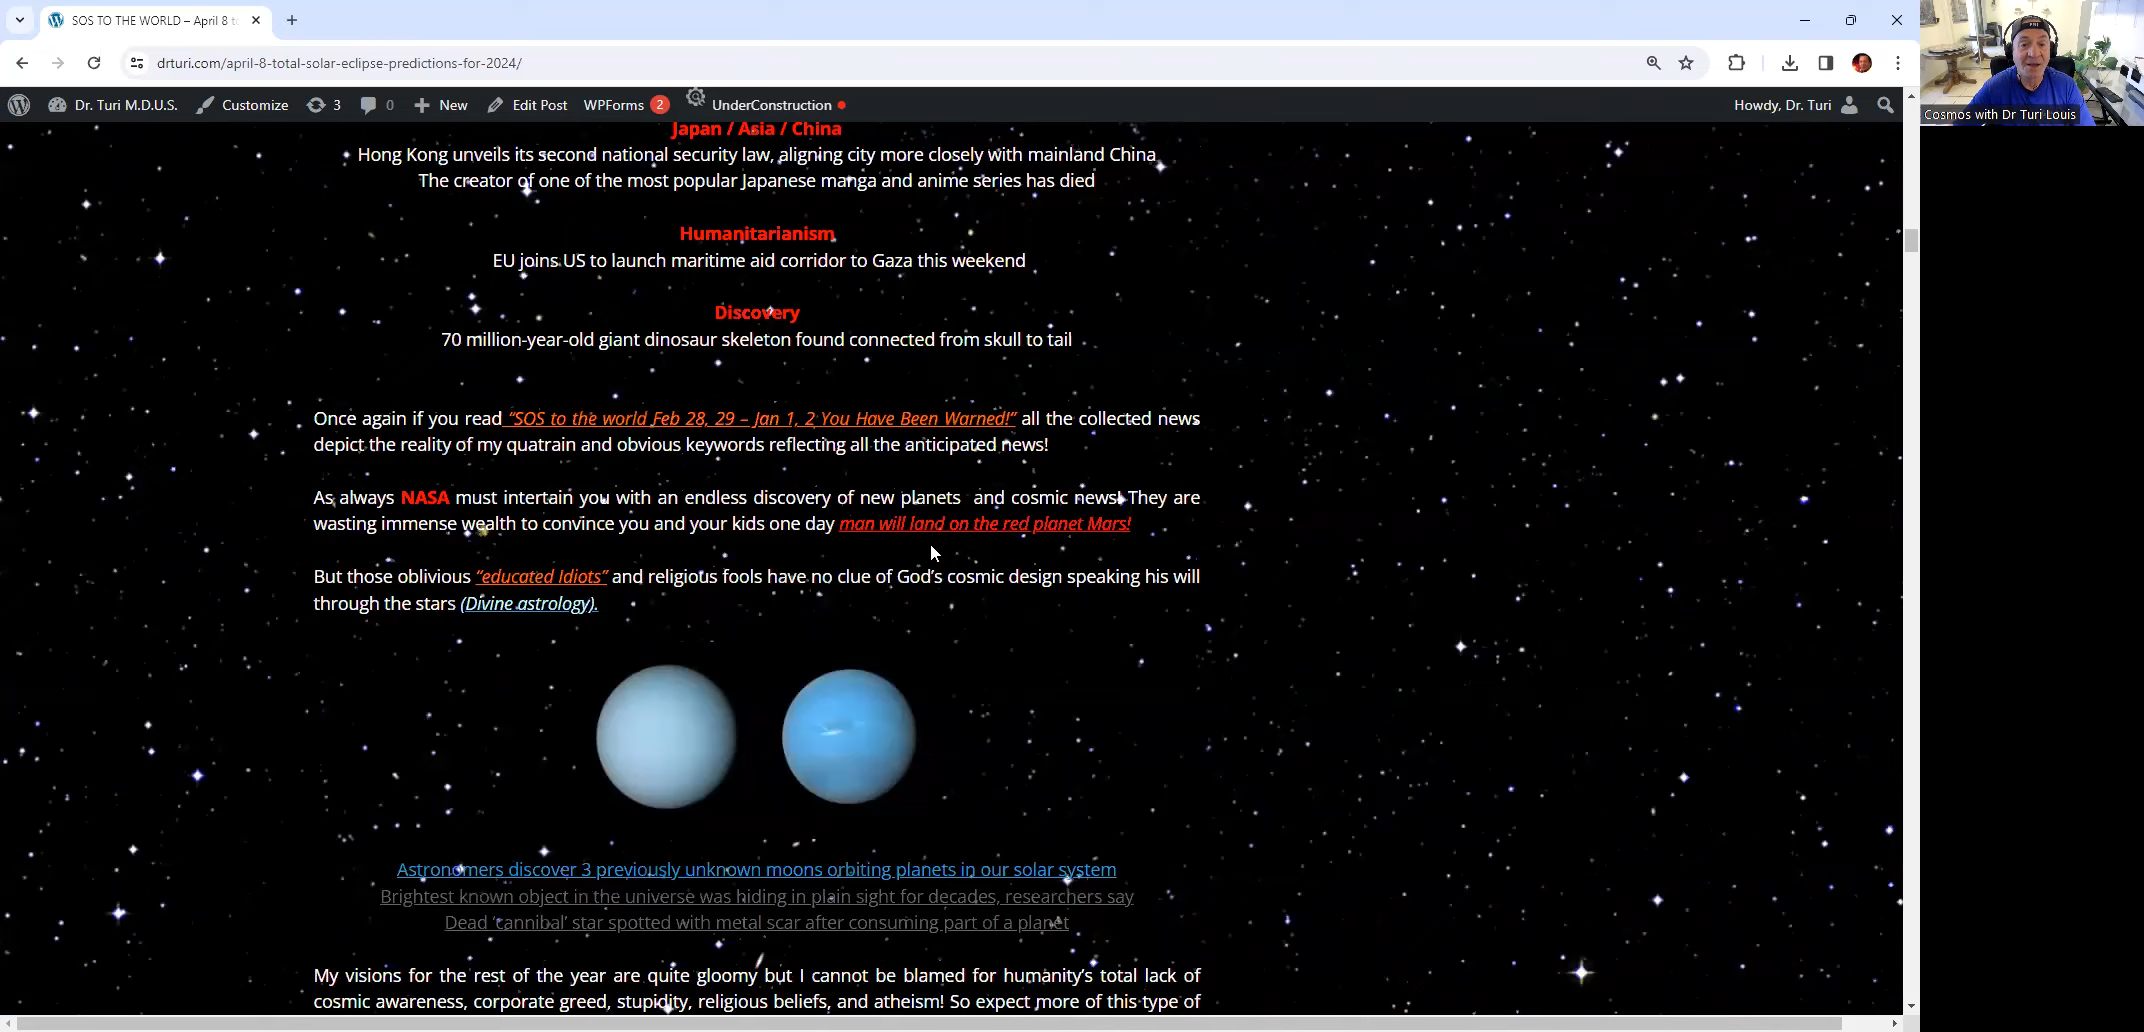 SOS TO THE WORLD – April 8 t
drturi.com/april-8-total-solar-eclipse-predictions-for-2024/
Dr. Turi M.D.U.S. Customize 3 0 New Edit Post WPForms 2 UnderConstruction Howdy, Dr. Turi
Cosmos with Dr Turi Louis
Japan / Asia / China
Hong Kong unveils its second national security law, aligning city more closely with mainland China
The creator of one of the most popular Japanese manga and anime series has died
Humanitarianism
EU joins US to launch maritime aid corridor to Gaza this weekend
Discovery
70 million-year-old giant dinosaur skeleton found connected from skull to tail
Once again if you read “SOS to the world Feb 28, 29 – Jan 1, 2 You Have Been Warned!” all the collected news
depict the reality of my quatrain and obvious keywords reflecting all the anticipated news!
As always NASA must intertain you with an endless discovery of new planets and cosmic news! They are
wasting immense wealth to convince you and your kids one day man will land on the red planet Mars!
But those oblivious “educated Idiots” and religious fools have no clue of God’s cosmic design speaking his will
through the stars (Divine astrology).
Astronomers discover 3 previously unknown moons orbiting planets in our solar system
Brightest known object in the universe was hiding in plain sight for decades, researchers say
Dead ‘cannibal’ star spotted with metal scar after consuming part of a planet
My visions for the rest of the year are quite gloomy but I cannot be blamed for humanity’s total lack of
cosmic awareness, corporate greed, stupidity, religious beliefs, and atheism! So expect more of this type of